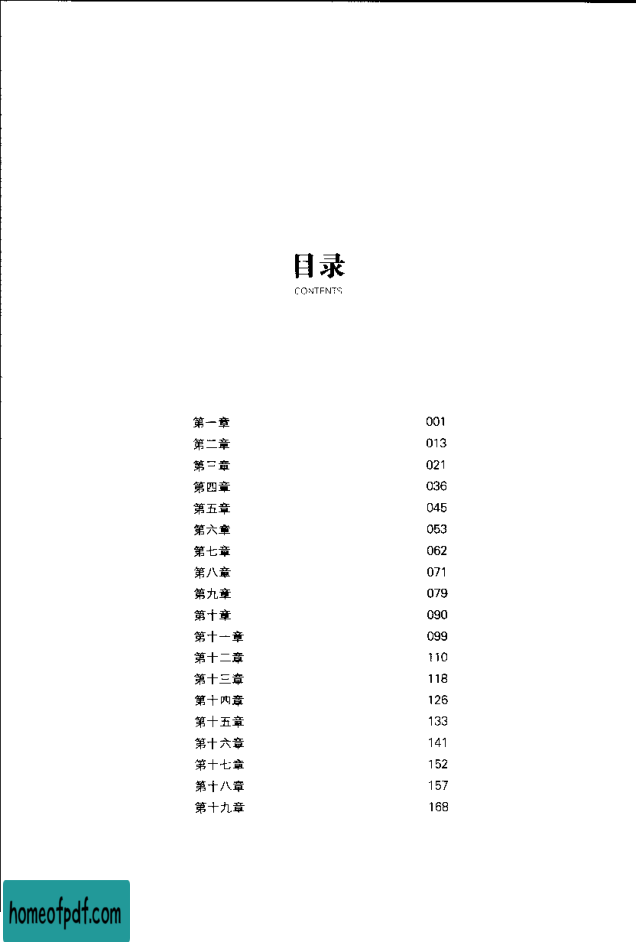 目录
CONTENTS
第一章 001
第二章 013
第三章 021
第四章 036
第五章 045
第六章 053
第七章 062
第八章 071
第九章 079
第十章 090
第十一章 099
第十二章 110
第十三章 118
第十四章 126
第十五章 133
第十六章 141
第十七章 152
第十八章 157
第十九章 168
homeofpdf.com